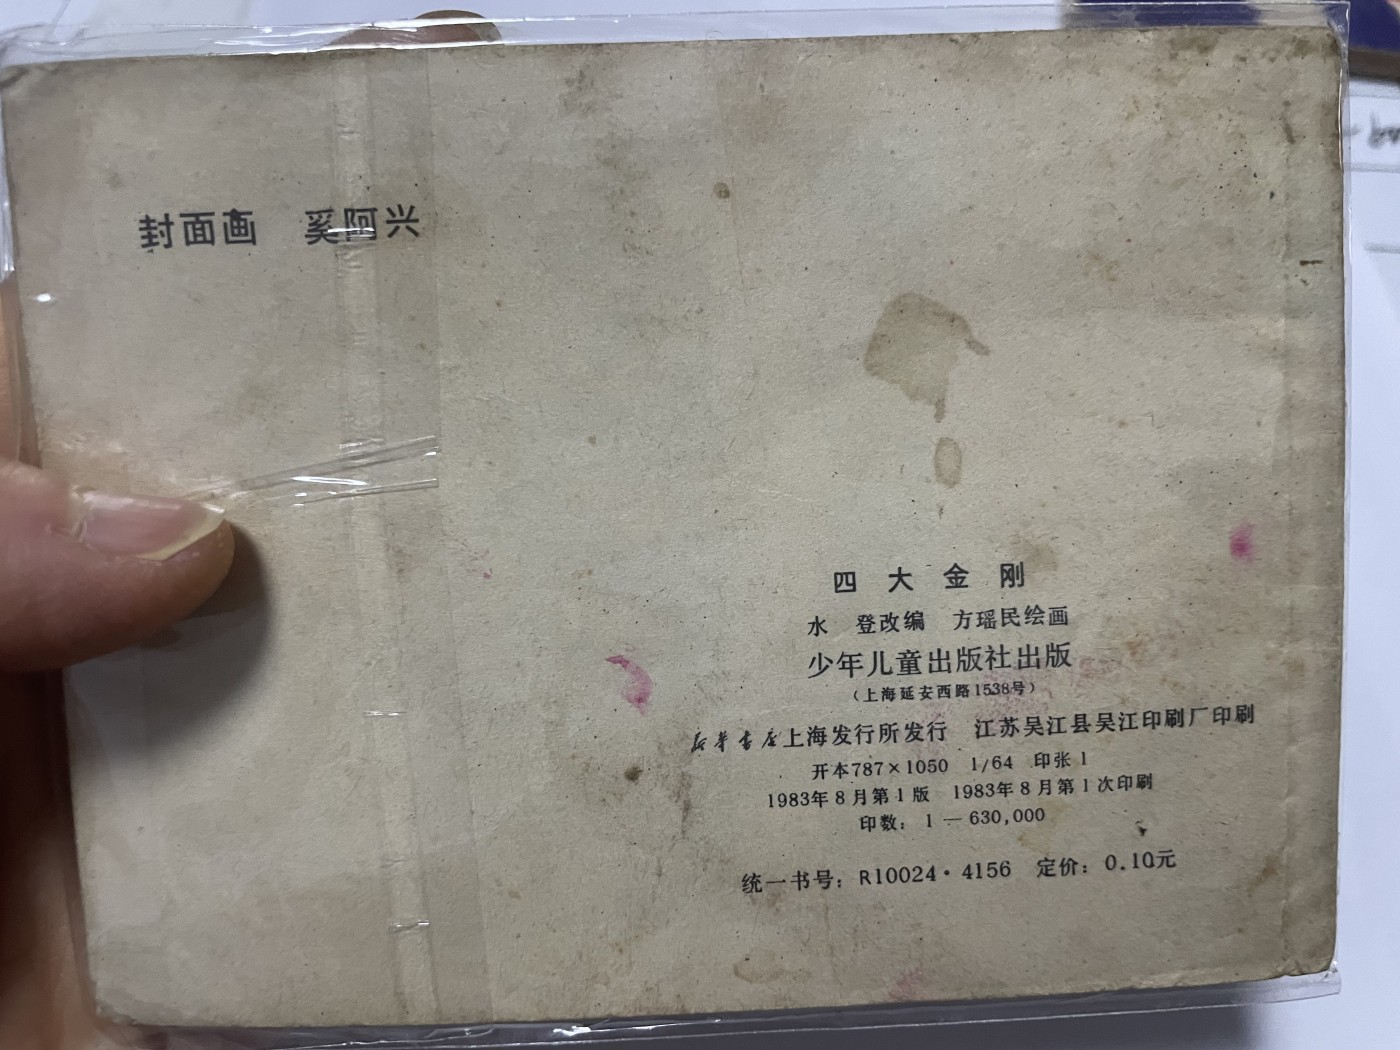 封面画 奚阿兴
四大金刚
水 登改编 方瑶民绘画
少年儿童出版社出版
（上海延安西路1538号）
新华书店上海发行所发行 江苏吴江县吴江印刷厂印刷
开本787×1050 1/64 印张1
1983年8月第1版 1983年8月第1次印刷
印数：1—630,000
统一书号：R10024·4156 定价：0.10元